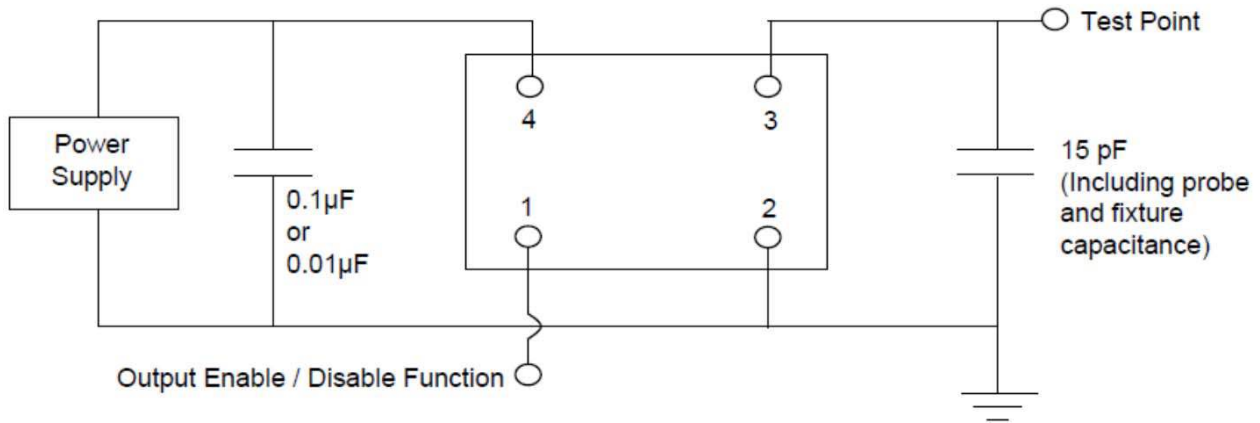 Test Point
4
3
Power
Supply
15 pF
(Including probe
and fixture
capacitance)
0.1µF
or
0.01µF
1
2
Output Enable / Disable Function